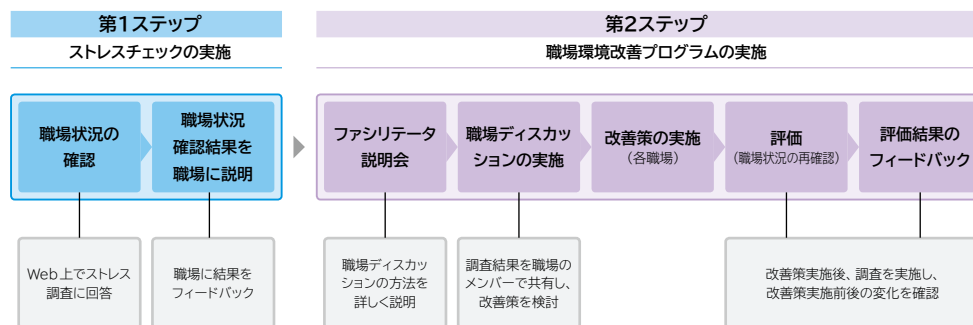 第1ステップ
ストレスチェックの実施
第2ステップ
職場環境改善プログラムの実施
職場状況の
確認
職場状況
確認結果を
職場に説明
ファシリテータ
説明会
職場ディスカッ
ションの実施
改善策の実施
(各職場)
評価
(職場状況の再確認)
評価結果の
フィードバック
Web上でストレス
調査に回答
職場に結果を
フィードバック
職場ディスカッ
ションの方法を
詳しく説明
調査結果を職場の
メンバーで共有し、
改善策を検討
改善策実施後、調査を実施し、
改善策実施前後の変化を確認